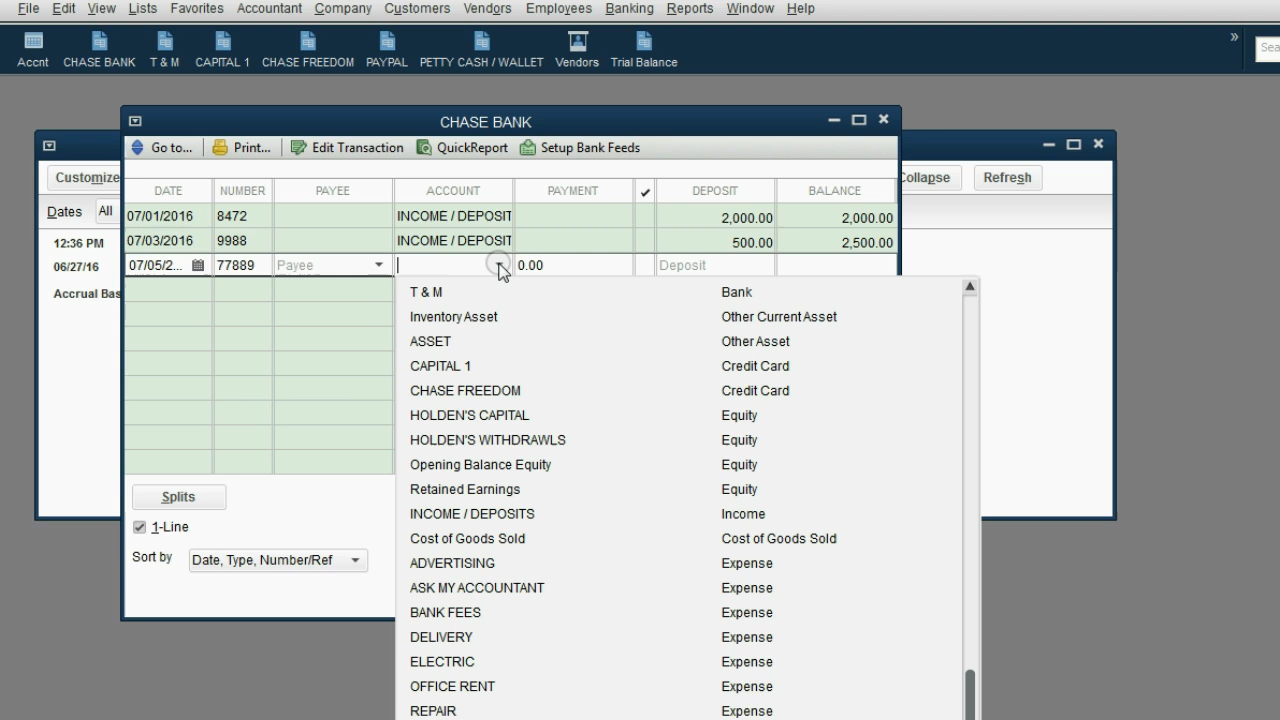 File Edit View Lists Favorites Accountant Company Customers Vendors Employees Banking Reports Window Help
Accnt CHASE BANK T & M CAPITAL 1 CHASE FREEDOM PAYPAL PETTY CASH / WALLET Vendors Trial Balance » Sea
CHASE BANK
Go to... Print... Edit Transaction QuickReport Setup Bank Feeds
Customize Collapse Refresh
DATE NUMBER PAYEE ACCOUNT PAYMENT ✔ DEPOSIT BALANCE
Dates All
07/01/2016 8472 INCOME / DEPOSIT 2,000.00 2,000.00
12:36 PM
07/03/2016 9988 INCOME / DEPOSIT 500.00 2,500.00
06/27/16
07/05/2... 77889 Payee 0.00 Deposit
Accrual Bas
T & M Bank
Inventory Asset Other Current Asset
ASSET Other Asset
CAPITAL 1 Credit Card
CHASE FREEDOM Credit Card
HOLDEN'S CAPITAL Equity
HOLDEN'S WITHDRAWLS Equity
Opening Balance Equity Equity
Retained Earnings Equity
INCOME / DEPOSITS Income
Cost of Goods Sold Cost of Goods Sold
ADVERTISING Expense
ASK MY ACCOUNTANT Expense
BANK FEES Expense
DELIVERY Expense
ELECTRIC Expense
OFFICE RENT Expense
REPAIR Expense
Splits
1-Line
Sort by Date, Type, Number/Ref